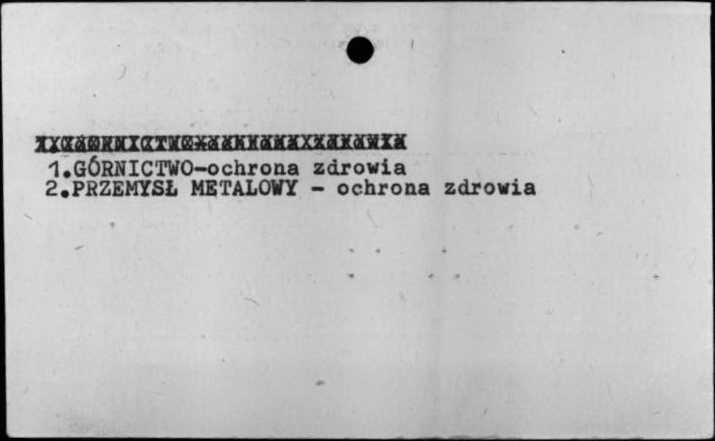 1.GÓRNICTWO-ochrona zdrowia
2.PRZEMYSŁ METALOWY - ochrona zdrowia